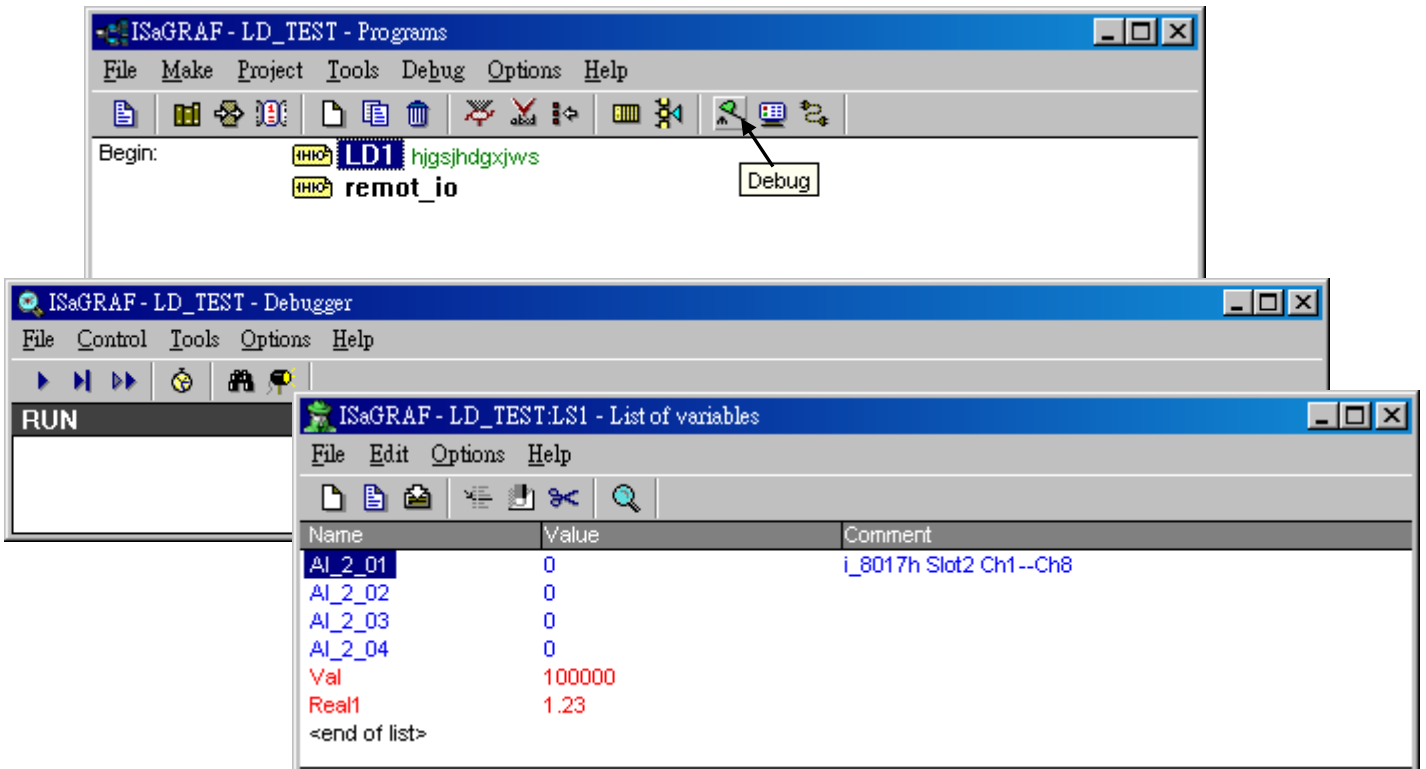 ISaGRAF - LD_TEST - Programs
File Make Project Tools Debug Options Help
Begin: LD1 hjgsjhdgxjws
remot_io
Debug
ISaGRAF - LD_TEST - Debugger
File Control Tools Options Help
RUN
ISaGRAF - LD_TEST:LS1 - List of variables
File Edit Options Help
Name Value Comment
AI_2_01 0 i_8017h Slot2 Ch1--Ch8
AI_2_02 0
AI_2_03 0
AI_2_04 0
Val 100000
Real1 1.23
<end of list>